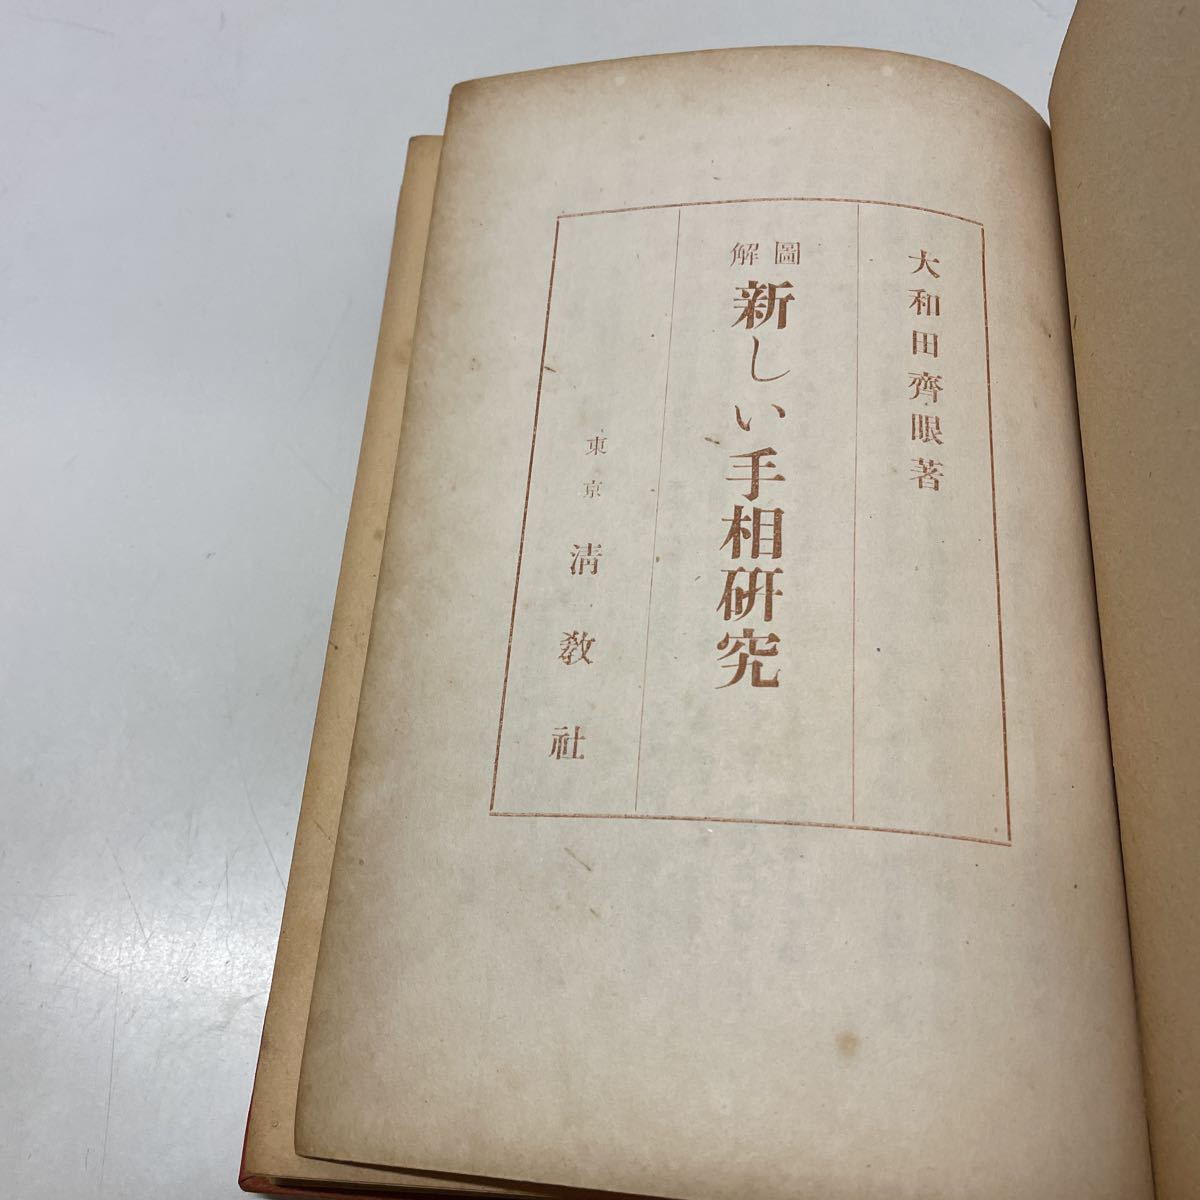 大和田齊眼著
圖解
新しい手相研究
東京
清教社